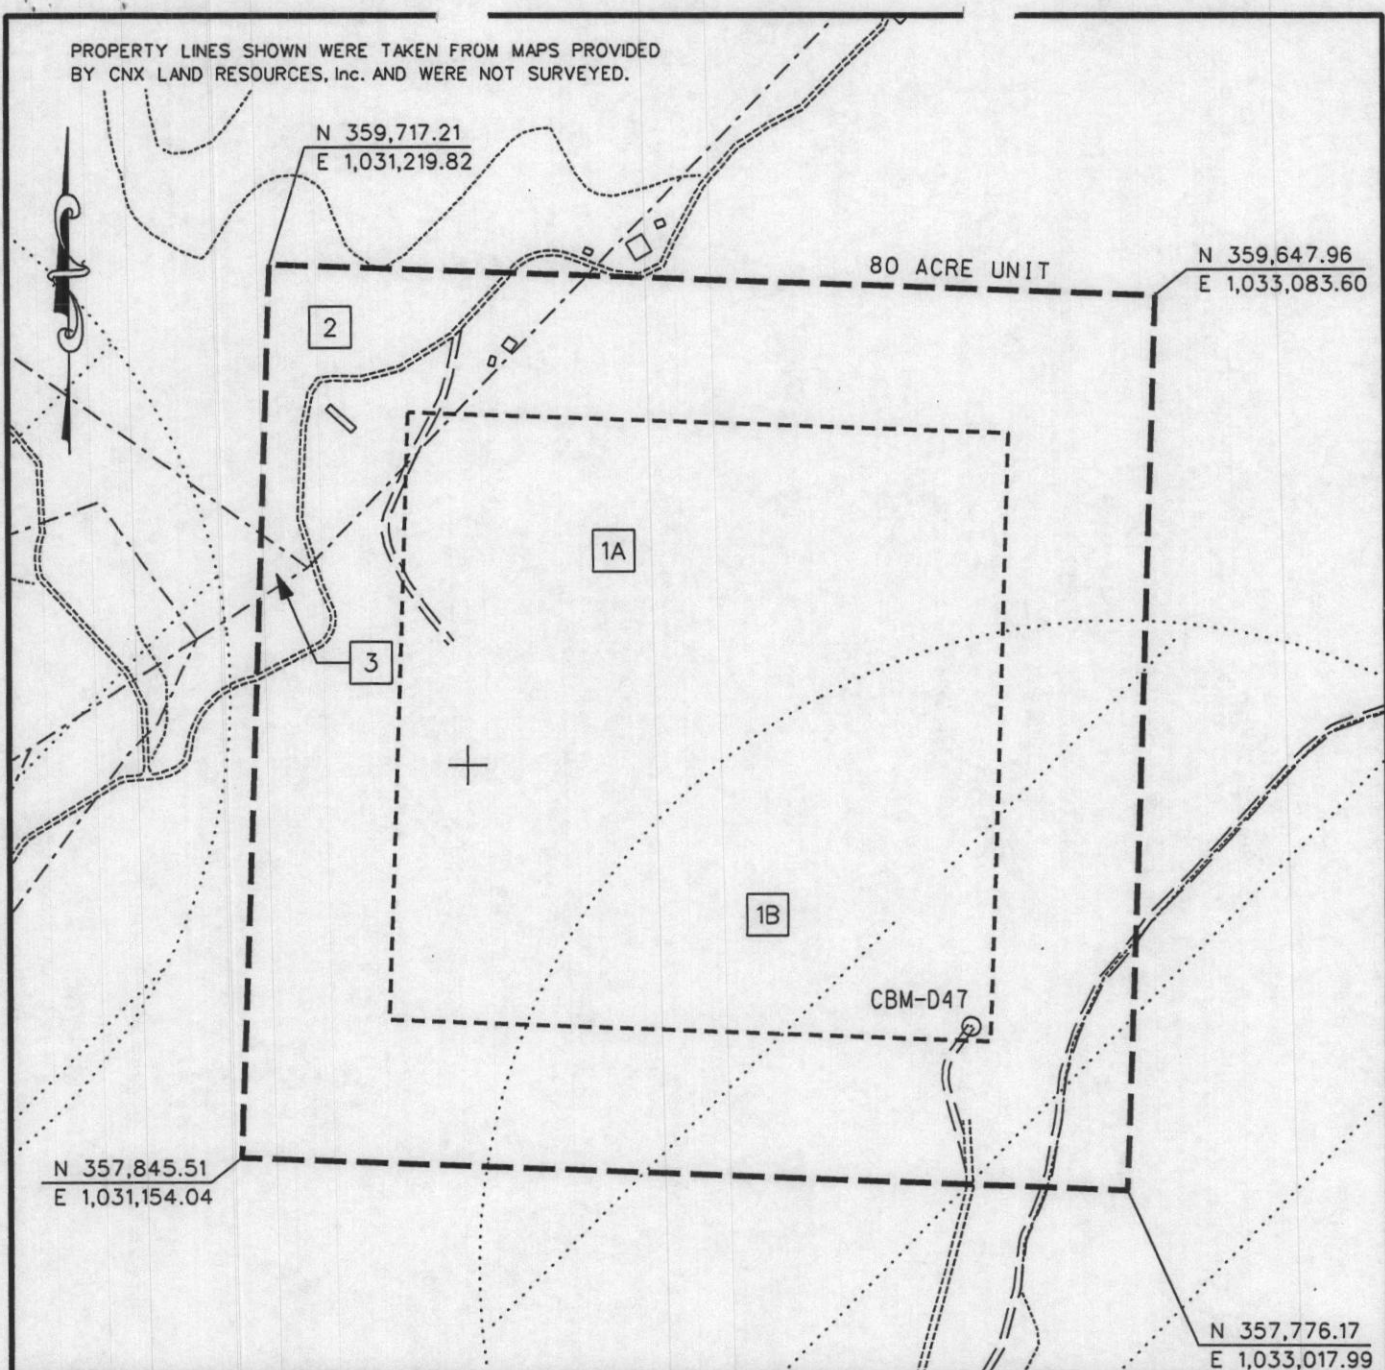 PROPERTY LINES SHOWN WERE TAKEN FROM MAPS PROVIDED
BY CNX LAND RESOURCES, Inc. AND WERE NOT SURVEYED.
N 359,717.21
E 1,031,219.82
80 ACRE UNIT
N 359,647.96
E 1,033,083.60
2
1A
3
1B
CBM-D47
N 357,845.51
E 1,031,154.04
N 357,776.17
E 1,033,017.99